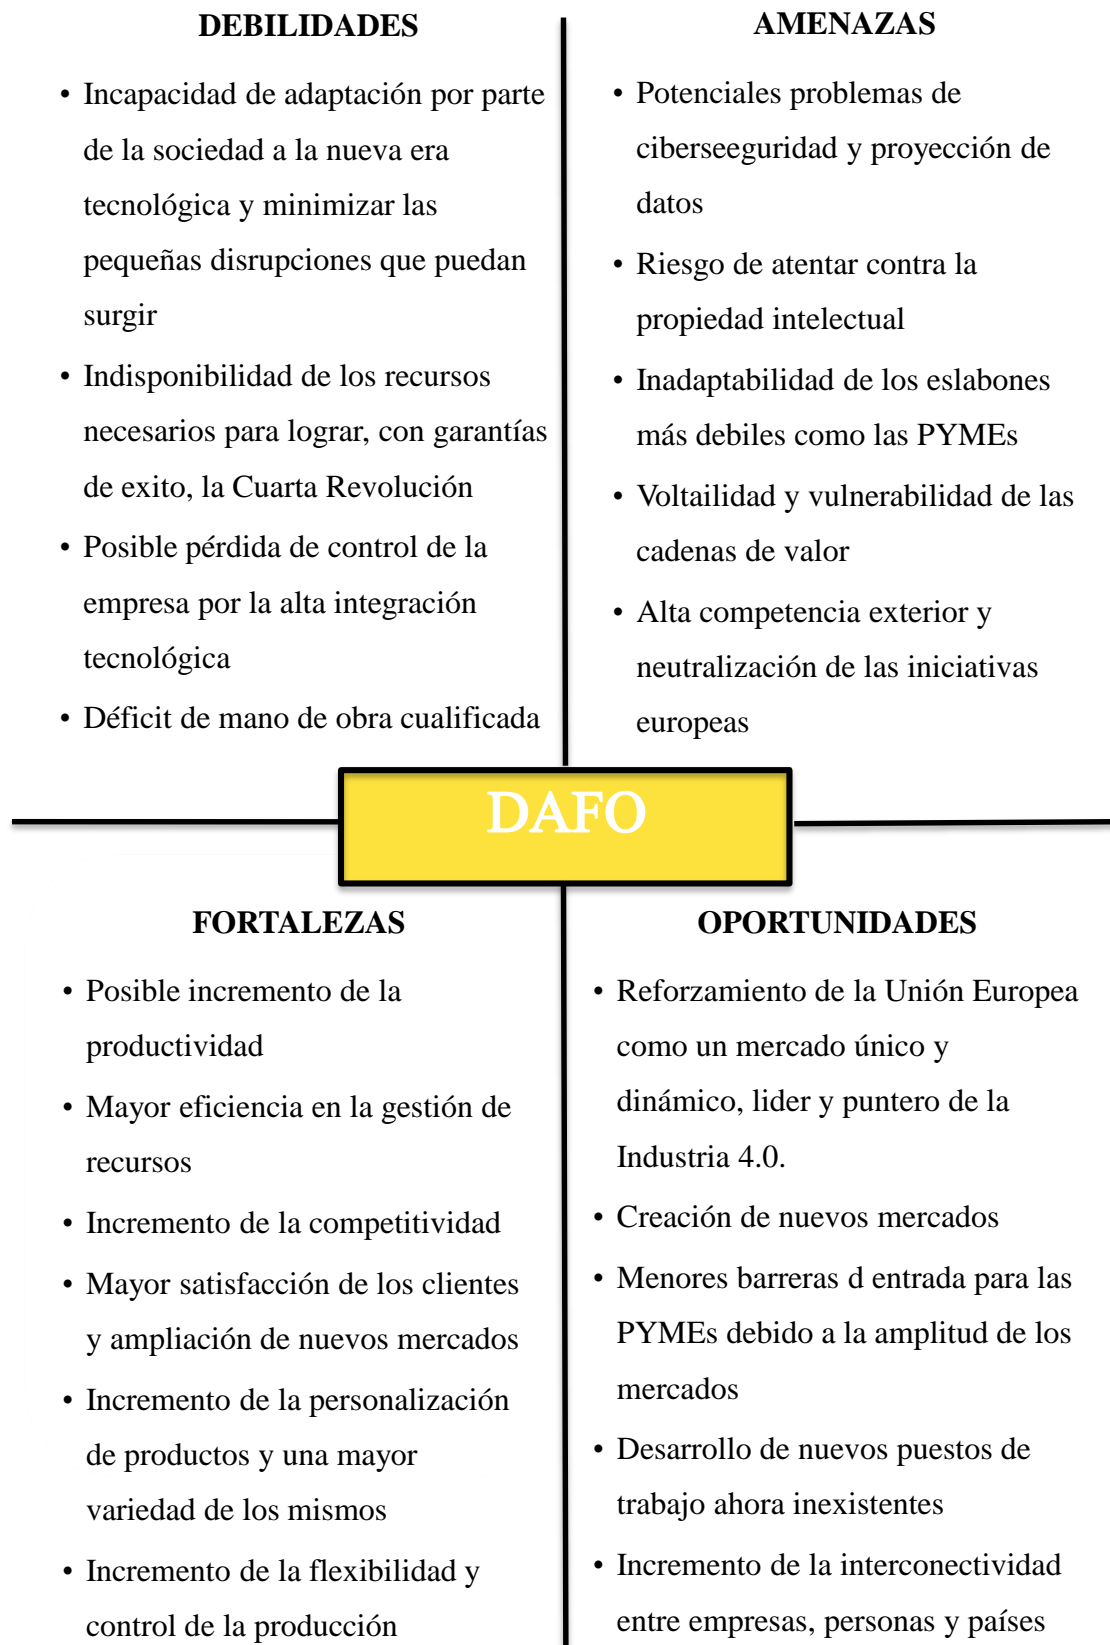 DEBILIDADES
• Incapacidad de adaptación por parte
de la sociedad a la nueva era
tecnológica y minimizar las
pequeñas disrupciones que puedan
surgir
• Indisponibilidad de los recursos
necesarios para lograr, con garantías
de exito, la Cuarta Revolución
• Posible pérdida de control de la
empresa por la alta integración
tecnológica
• Déficit de mano de obra cualificada
AMENAZAS
• Potenciales problemas de
ciberseeguridad y proyección de
datos
• Riesgo de atentar contra la
propiedad intelectual
• Inadaptabilidad de los eslabones
más debiles como las PYMEs
• Voltailidad y vulnerabilidad de las
cadenas de valor
• Alta competencia exterior y
neutralización de las iniciativas
europeas
DAFO
FORTALEZAS
• Posible incremento de la
productividad
• Mayor eficiencia en la gestión de
recursos
• Incremento de la competitividad
• Mayor satisfacción de los clientes
y ampliación de nuevos mercados
• Incremento de la personalización
de productos y una mayor
variedad de los mismos
• Incremento de la flexibilidad y
control de la producción
OPORTUNIDADES
• Reforzamiento de la Unión Europea
como un mercado único y
dinámico, lider y puntero de la
Industria 4.0.
• Creación de nuevos mercados
• Menores barreras d entrada para las
PYMEs debido a la amplitud de los
mercados
• Desarrollo de nuevos puestos de
trabajo ahora inexistentes
• Incremento de la interconectividad
entre empresas, personas y países